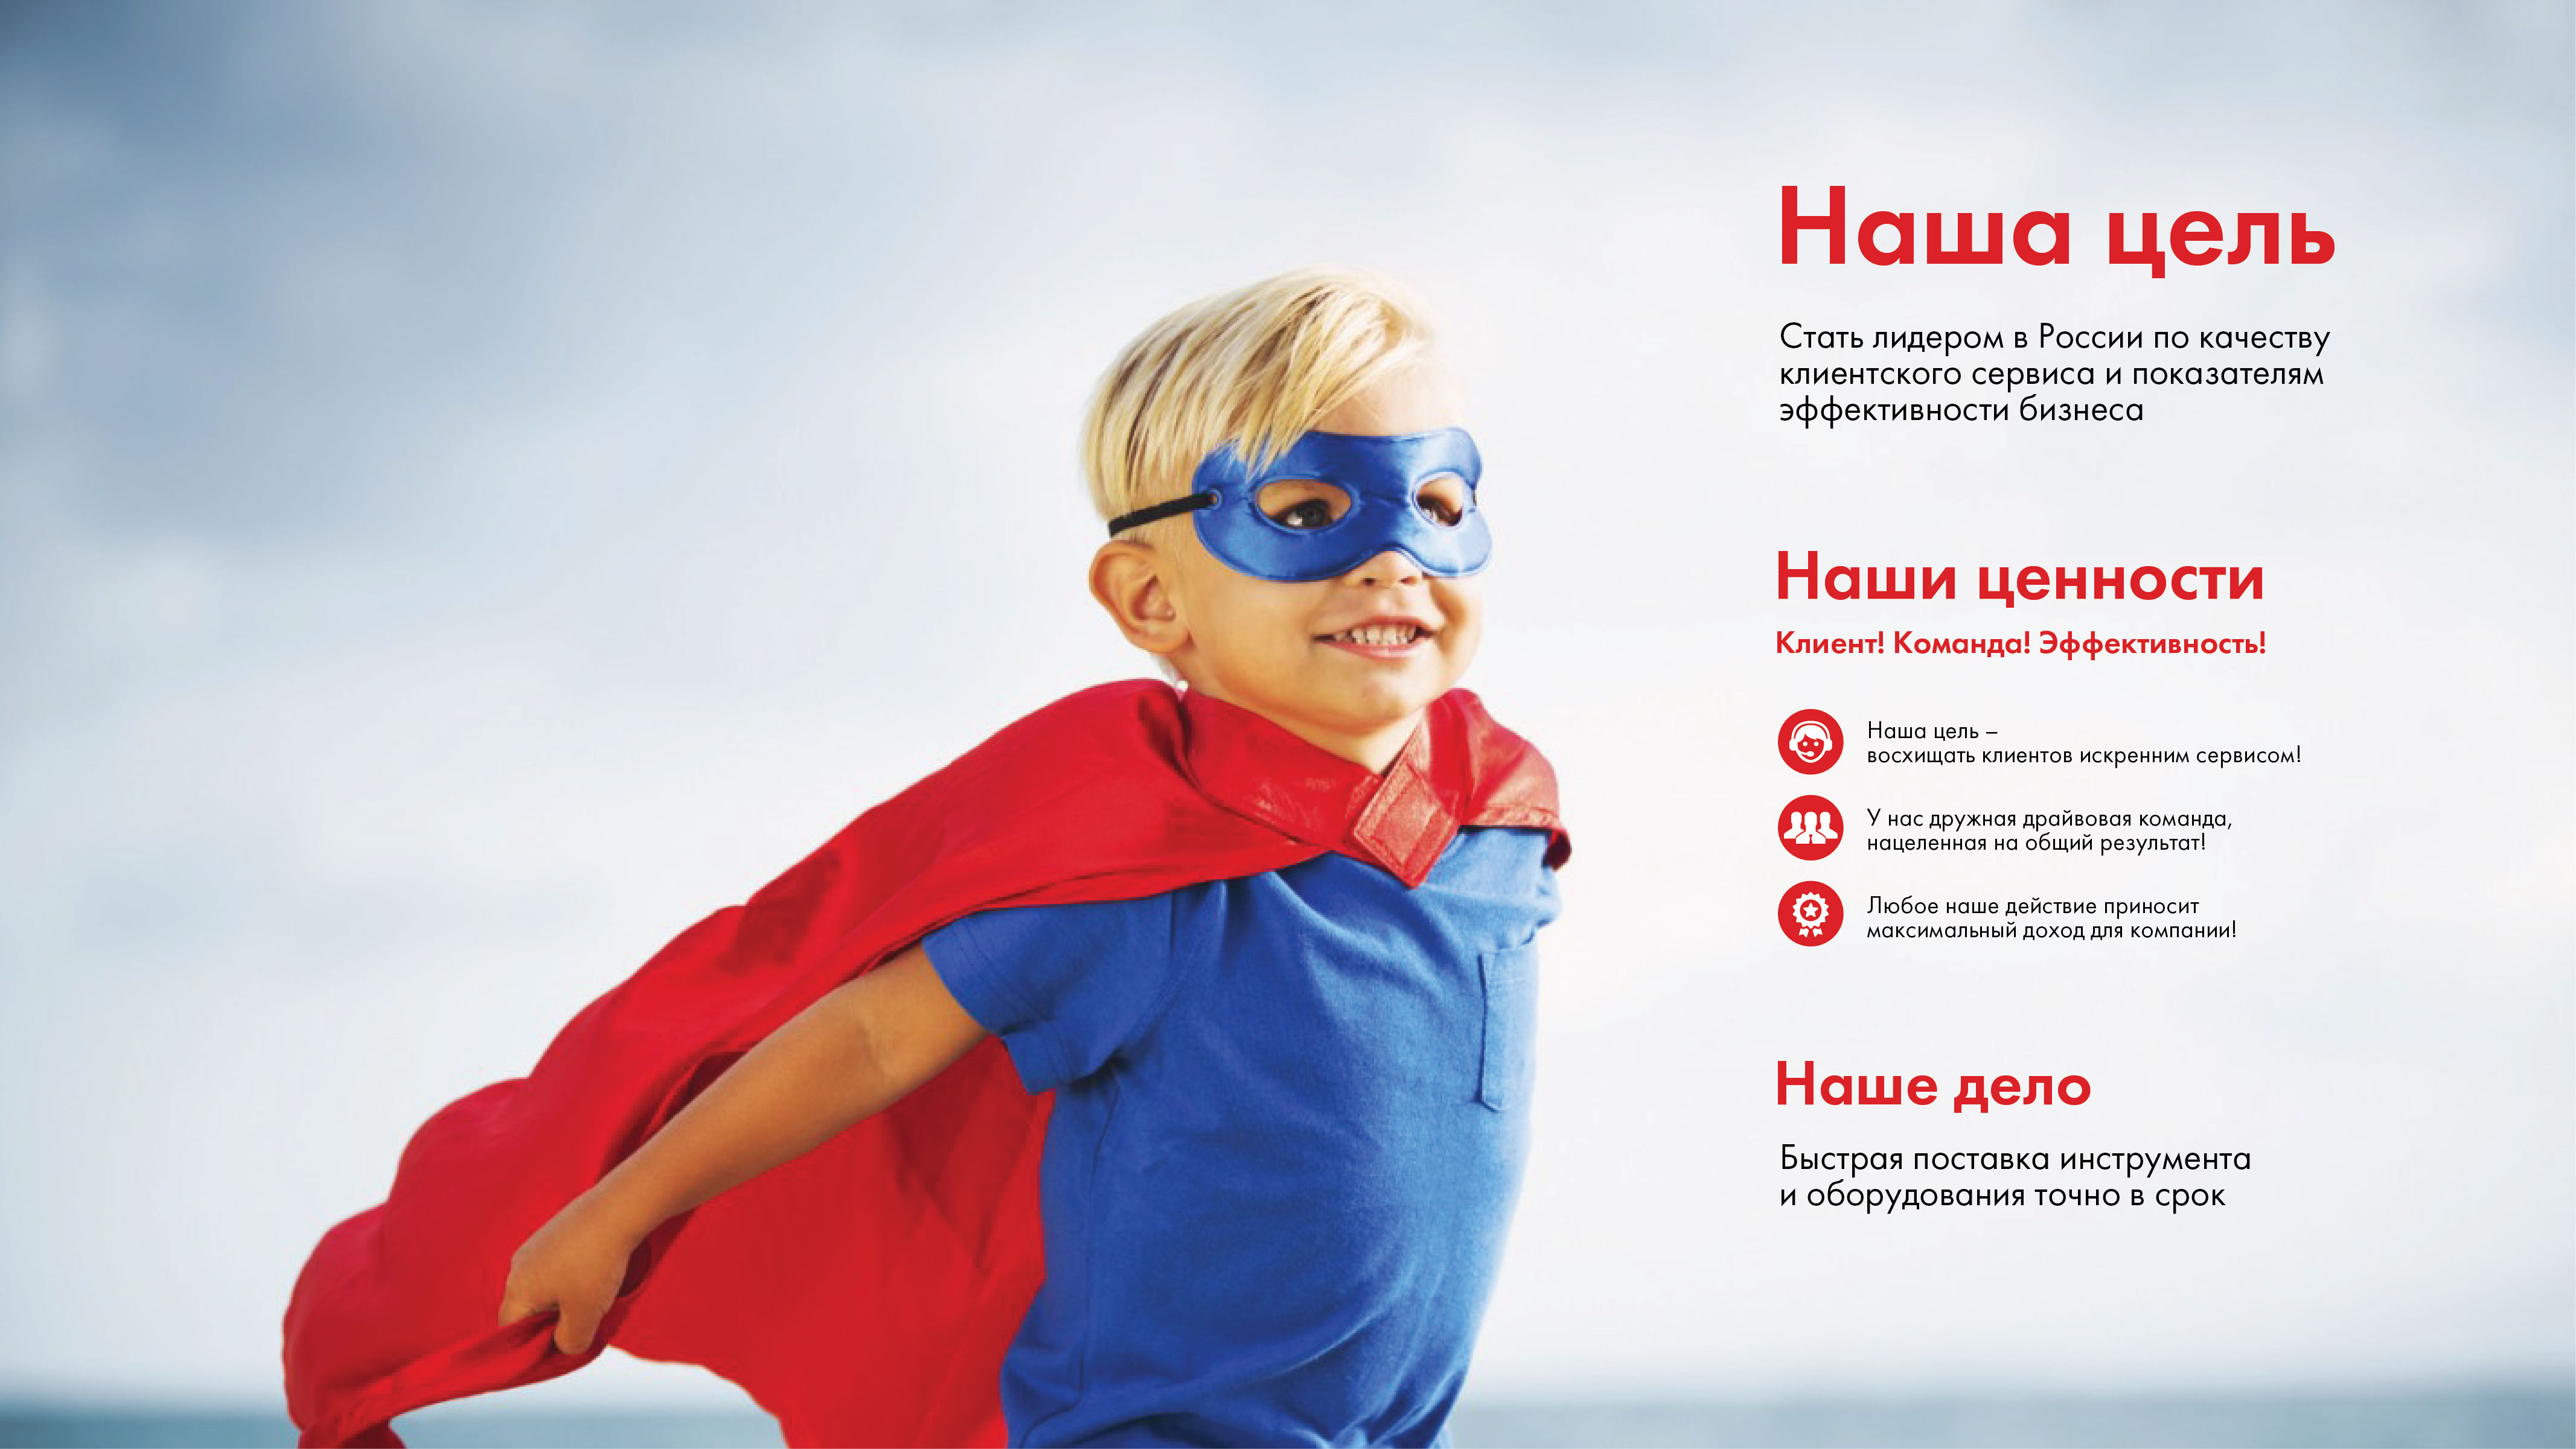 Наша цель
Стать лидером в России по качеству
клиентского сервиса и показателям
эффективности бизнеса
Наши ценности
Клиент! Команда! Эффективность!
Наша цель –
восхищать клиентов искренним сервисом!
У нас дружная драйвовая команда,
нацеленная на общий результат!
Любое наше действие приносит
максимальный доход для компании!
Наше дело
Быстрая поставка инструмента
и оборудования точно в срок